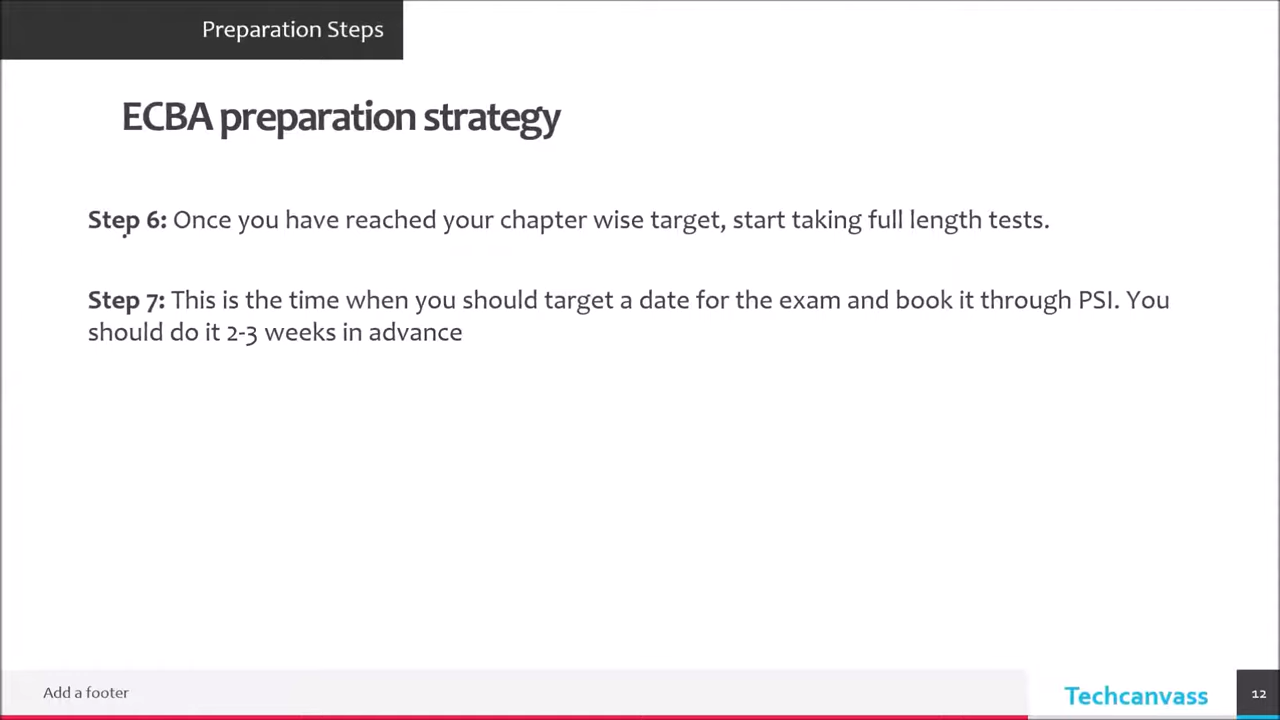 Preparation Steps
ECBA preparation strategy
Step 6: Once you have reached your chapter wise target, start taking full length tests.
Step 7: This is the time when you should target a date for the exam and book it through PSI. You
should do it 2-3 weeks in advance
Add a footer
Techcanvass
12